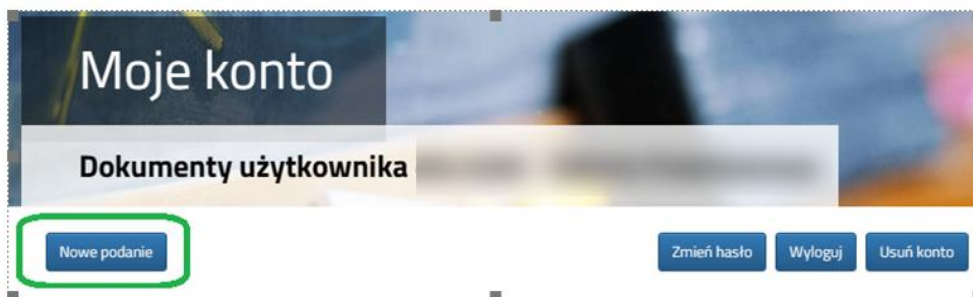 Moje konto
Dokumenty użytkownika
Nowe podanie Zmień hasło Wyloguj Usuń konto